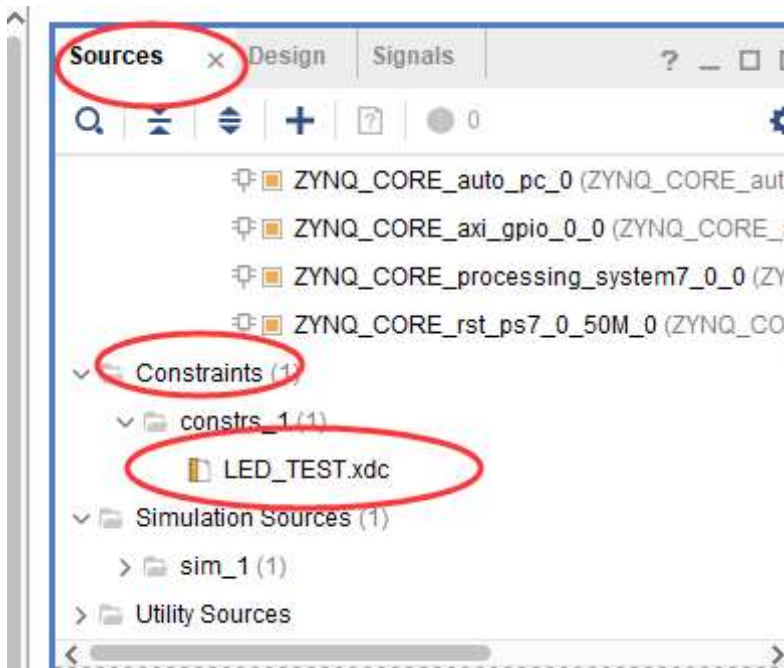 Sources × Design Signals ? _
0
ZYNQ_CORE_auto_pc_0 (ZYNQ_CORE_aut
ZYNQ_CORE_axi_gpio_0_0 (ZYNQ_CORE_
ZYNQ_CORE_processing_system7_0_0 (ZY
ZYNQ_CORE_rst_ps7_0_50M_0 (ZYNQ_CO
Constraints (1)
constrs_1 (1)
LED_TEST.xdc
Simulation Sources (1)
sim_1 (1)
Utility Sources